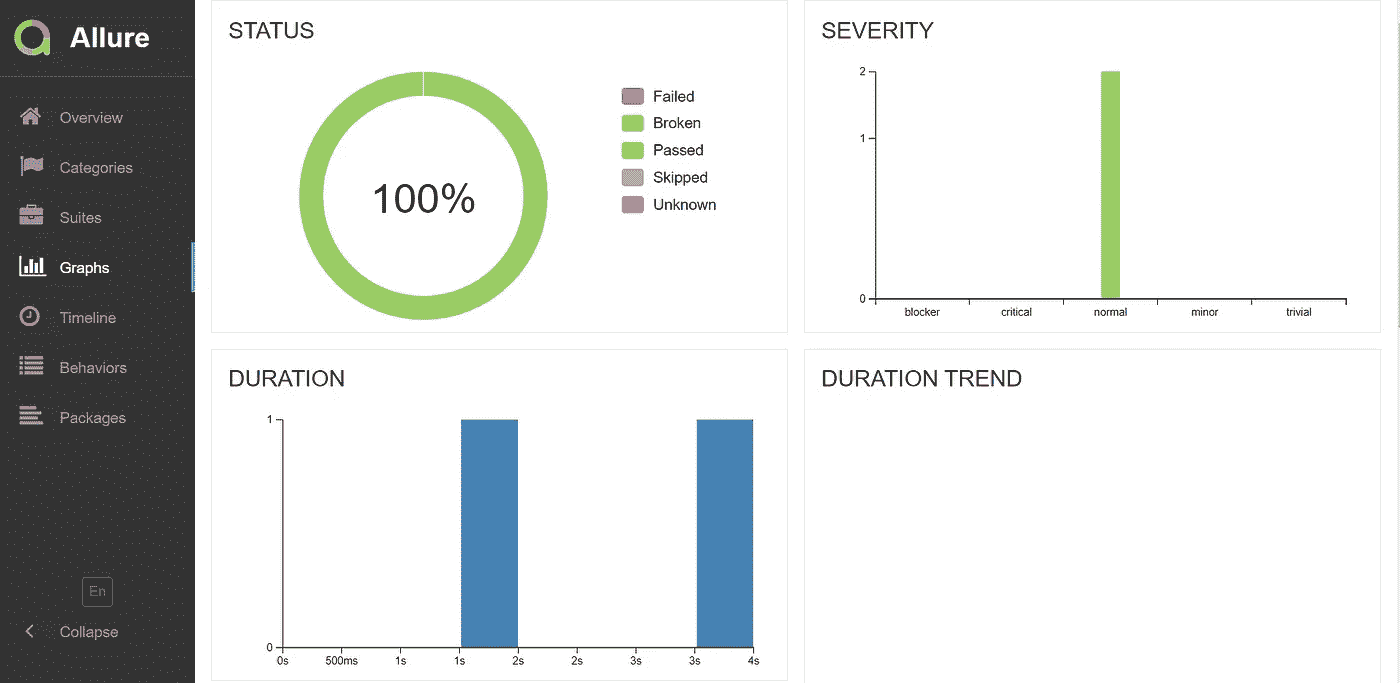 Allure
Overview
Categories
Suites
Graphs
Timeline
Behaviors
Packages
En
Collapse
STATUS
100%
Failed
Broken
Passed
Skipped
Unknown
SEVERITY
2
1
0
blocker critical normal minor trivial
DURATION
1
0
0s 500ms 1s 1s 2s 2s 3s 3s 4s
DURATION TREND